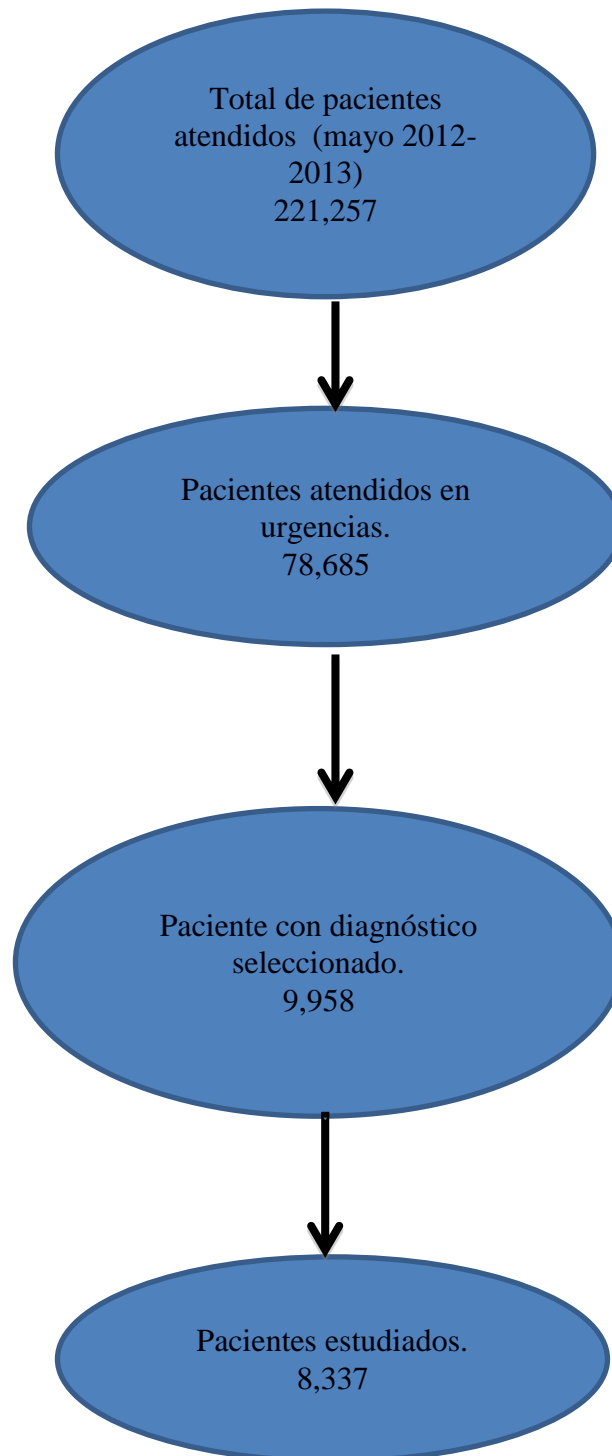 Total de pacientes
atendidos (mayo 2012-
2013)
221,257
Pacientes atendidos en
urgencias.
78,685
Paciente con diagnóstico
seleccionado.
9,958
Pacientes estudiados.
8,337